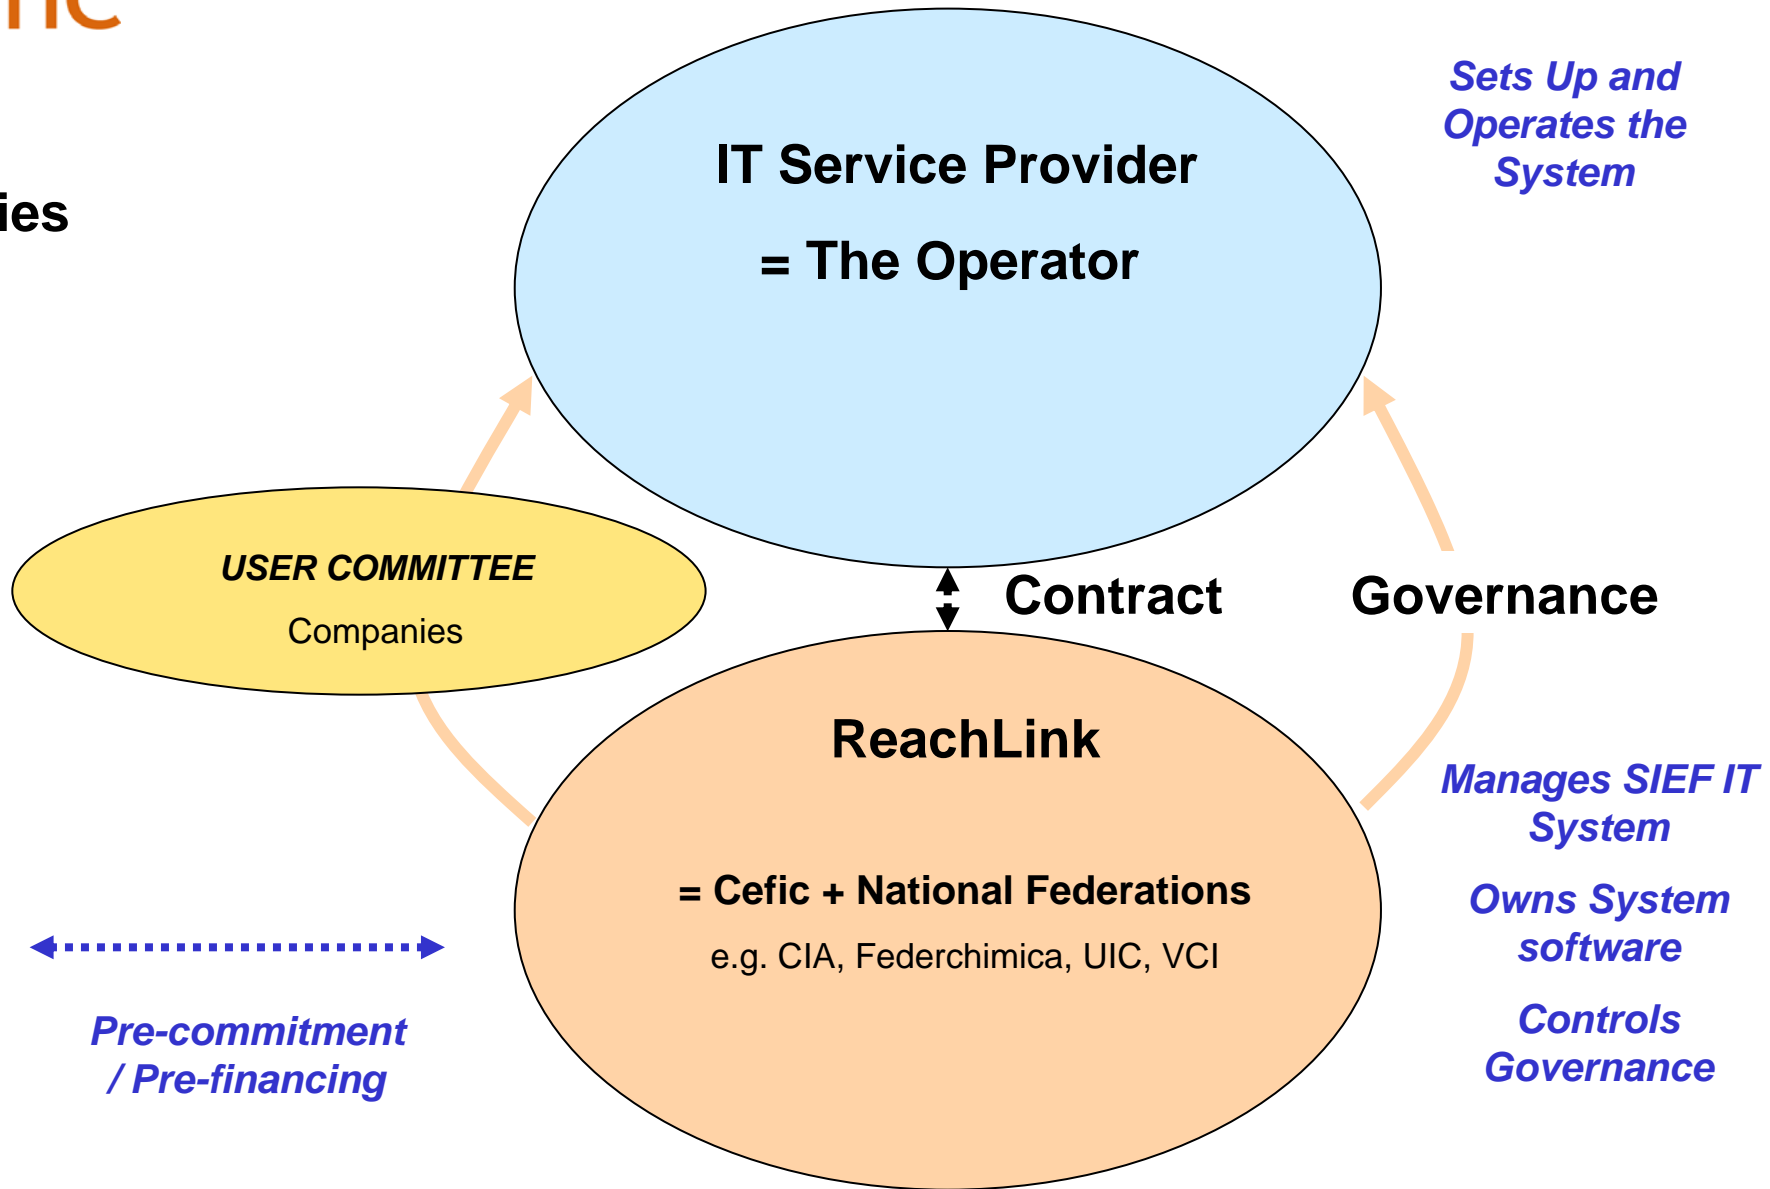 IT Service Provider
= The Operator
Sets Up and
Operates the
System
USER COMMITTEE
Companies
Contract
Governance
ReachLink
= Cefic + National Federations
e.g. CIA, Federchimica, UIC, VCI
Manages SIEF IT
System
Owns System
software
Controls
Governance
Pre-commitment
/ Pre-financing